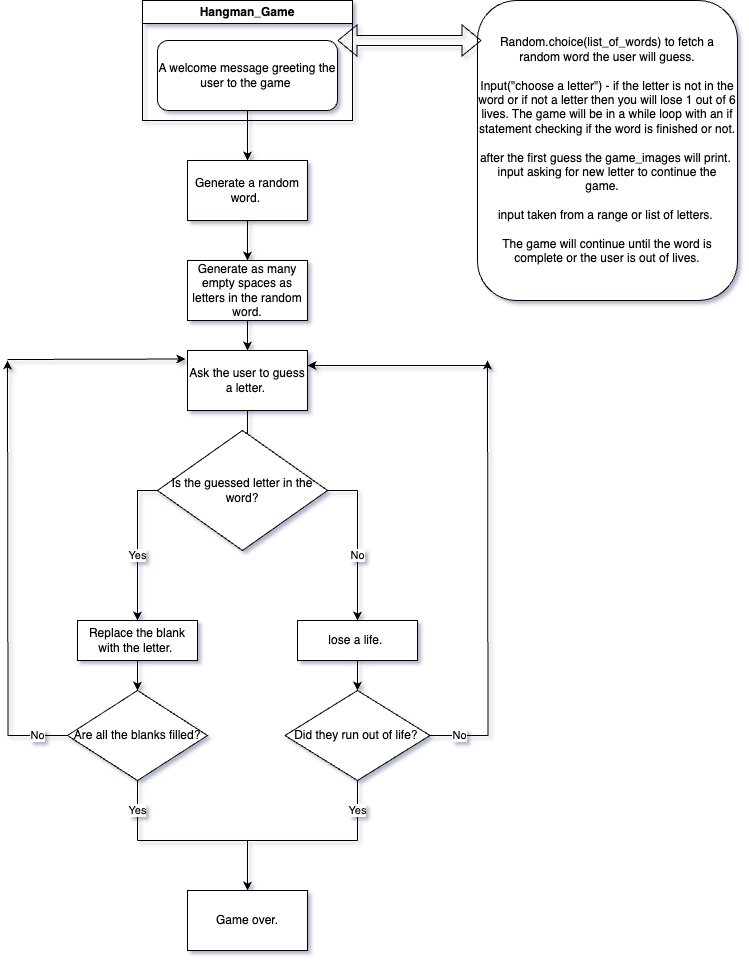 Hangman_Game
A welcome message greeting the
user to the game
Random.choice(list_of_words) to fetch a
random word the user will guess.
Input("choose a letter") - if the letter is not in the
word or if not a letter then you will lose 1 out of 6
lives. The game will be in a while loop with an if
statement checking if the word is finished or not.
after the first guess the game_images will print.
input asking for new letter to continue the
game.
input taken from a range or list of letters.
The game will continue until the word is
complete or the user is out of lives.
Generate a random
word.
Generate as many
empty spaces as
letters in the random
word.
Ask the user to guess
a letter.
Is the guessed letter in the
word?
Yes
No
Replace the blank
with the letter.
lose a life.
Are all the blanks filled?
No
Did they run out of life?
No
Yes
Yes
Game over.